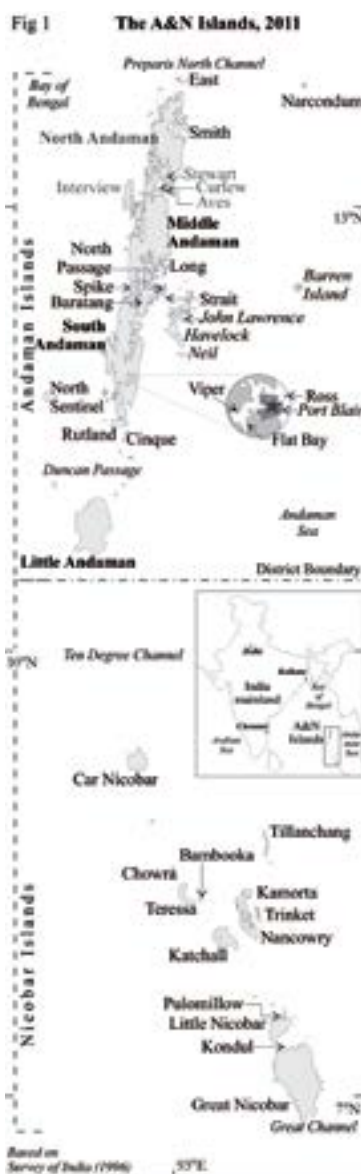 Fig 1 The A&N Islands, 2011
Preparis North Channel
East
Bay of
Bengal
Narcondum
Smith
North Andaman
Stewart
Interview
Curlew
Aves
13°N
Middle
Andaman
North
Passage
Long
Spike
Baratang
Strait
Barren
Island
John Lawrence
South
Andaman
Havelock
Neil
Andaman Islands
North
Sentinel
Viper
Ross
Port Blair
Flat Bay
Rutland
Cinque
Duncan Passage
Andaman
Sea
Little Andaman
District Boundary
10°N
Ten Degree Channel
India
mainland
Bay
of
Bengal
A&N
Islands
Arabian
Sea
Car Nicobar
Tillanchang
Bambooka
Chowra
Teressa
Kamorta
Trinket
Nancowry
Katchall
Nicobar Islands
Pulomillow
Little Nicobar
Kondul
Great Nicobar
7°N
Great Channel
Based on
Survey of India (1996)
93°E